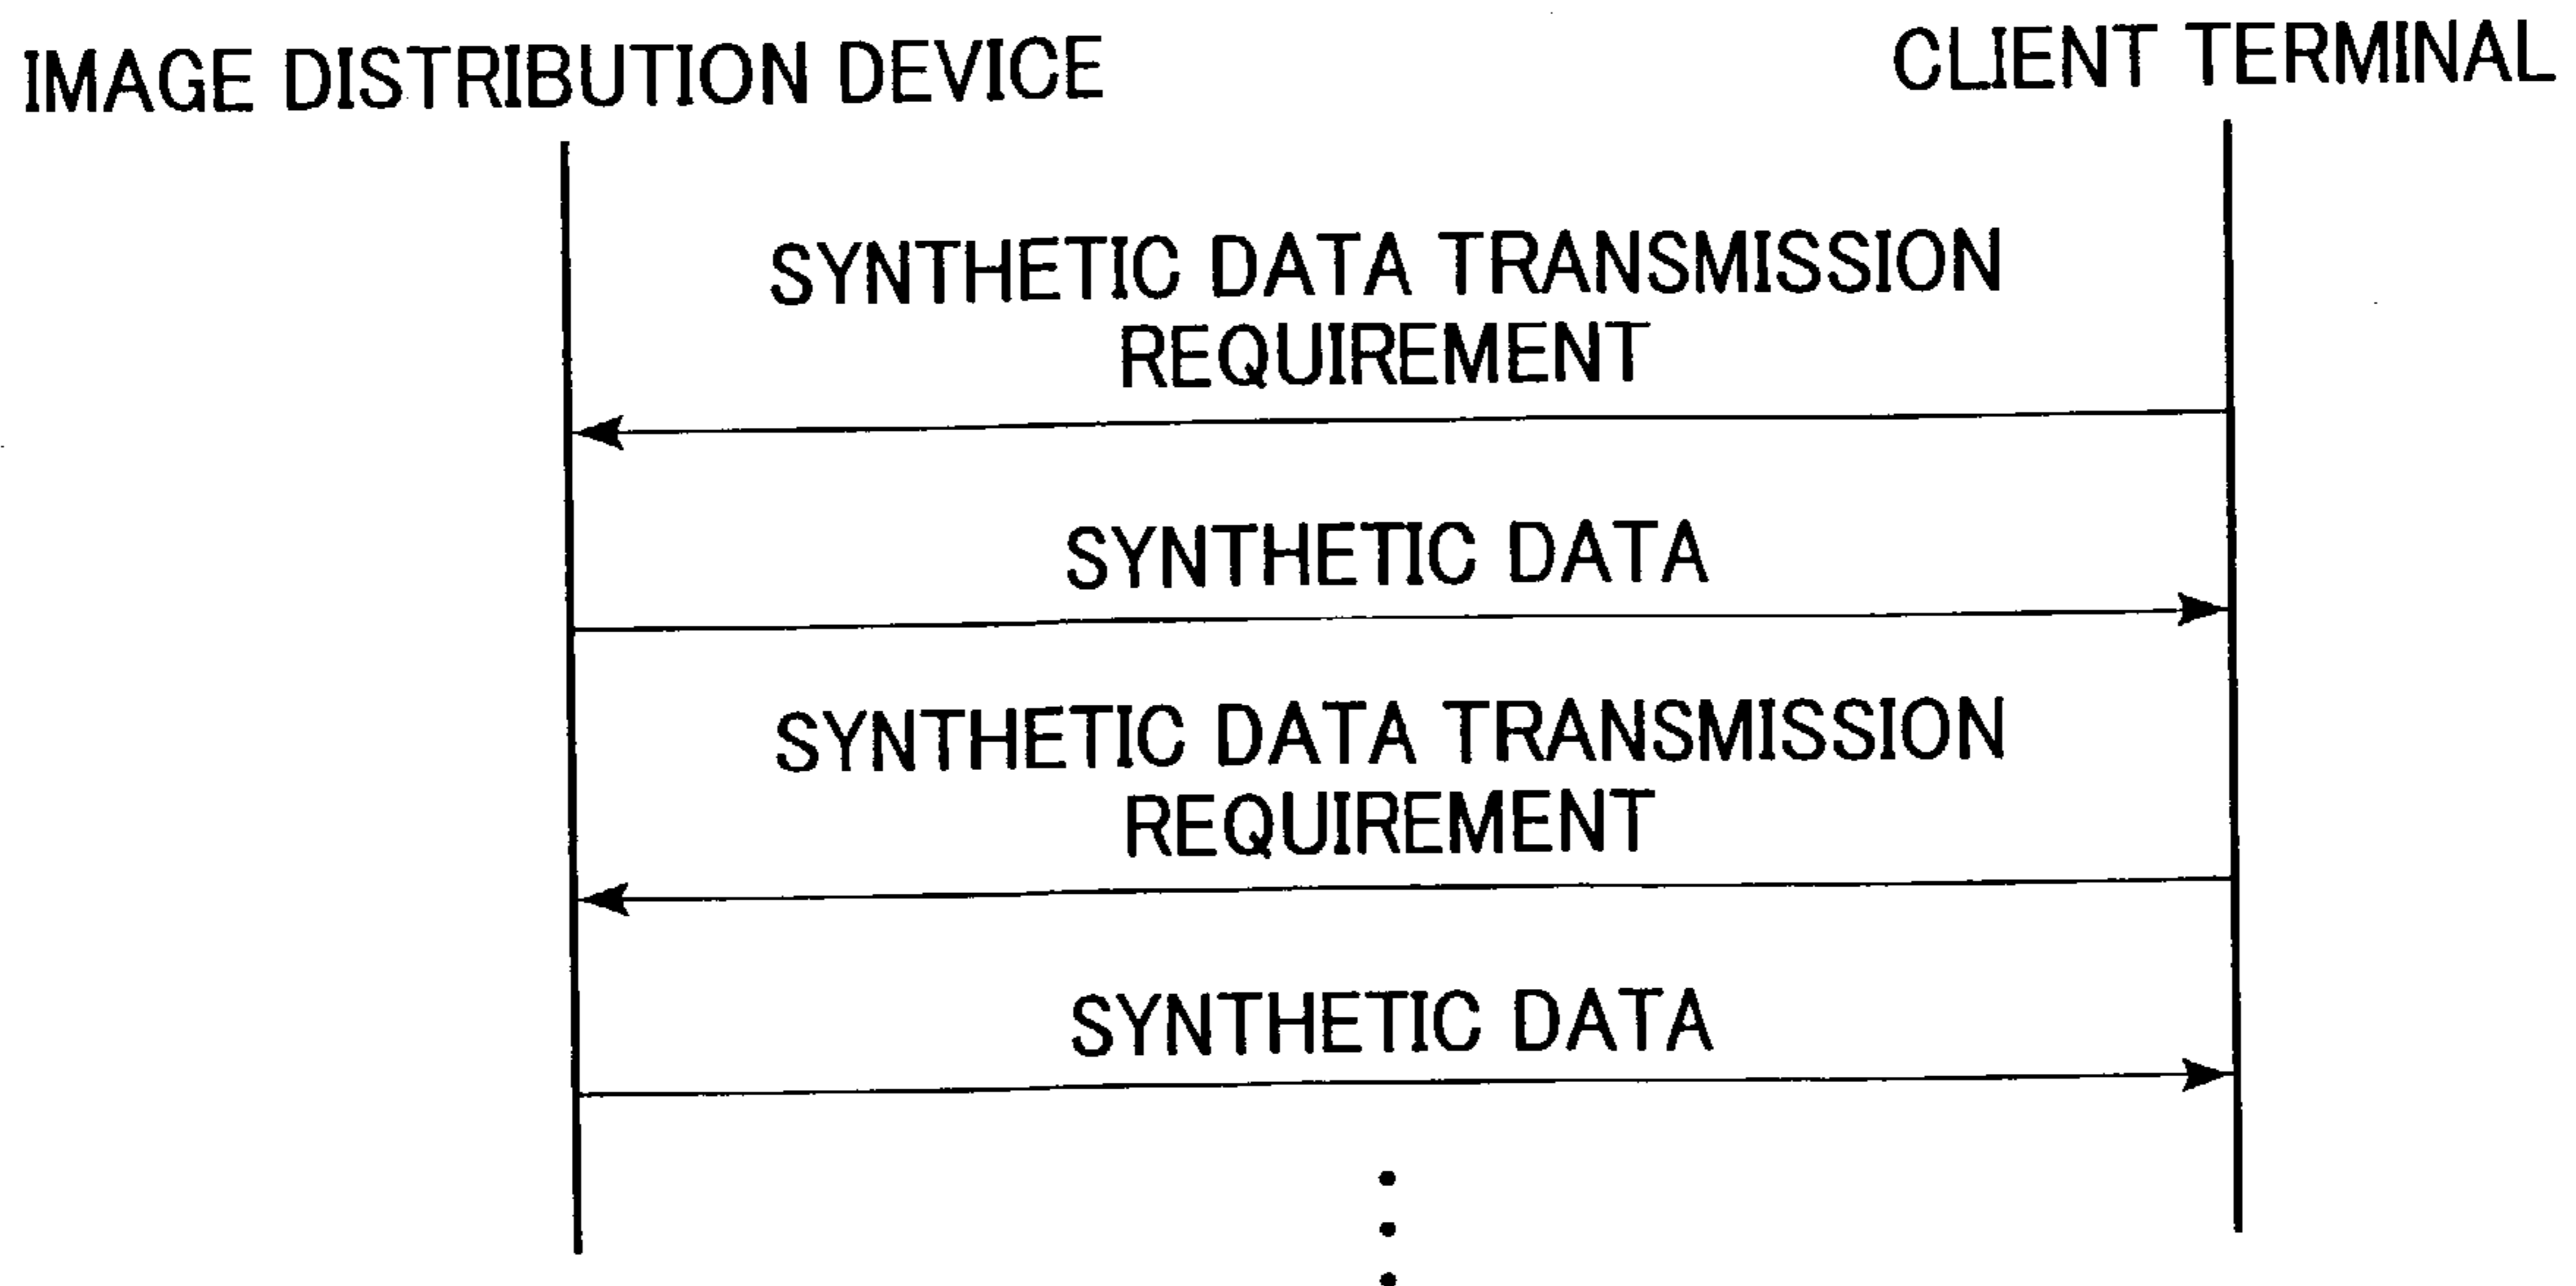 IMAGE DISTRIBUTION DEVICE
CLIENT TERMINAL
SYNTHETIC DATA TRANSMISSION
REQUIREMENT
SYNTHETIC DATA
SYNTHETIC DATA TRANSMISSION
REQUIREMENT
SYNTHETIC DATA